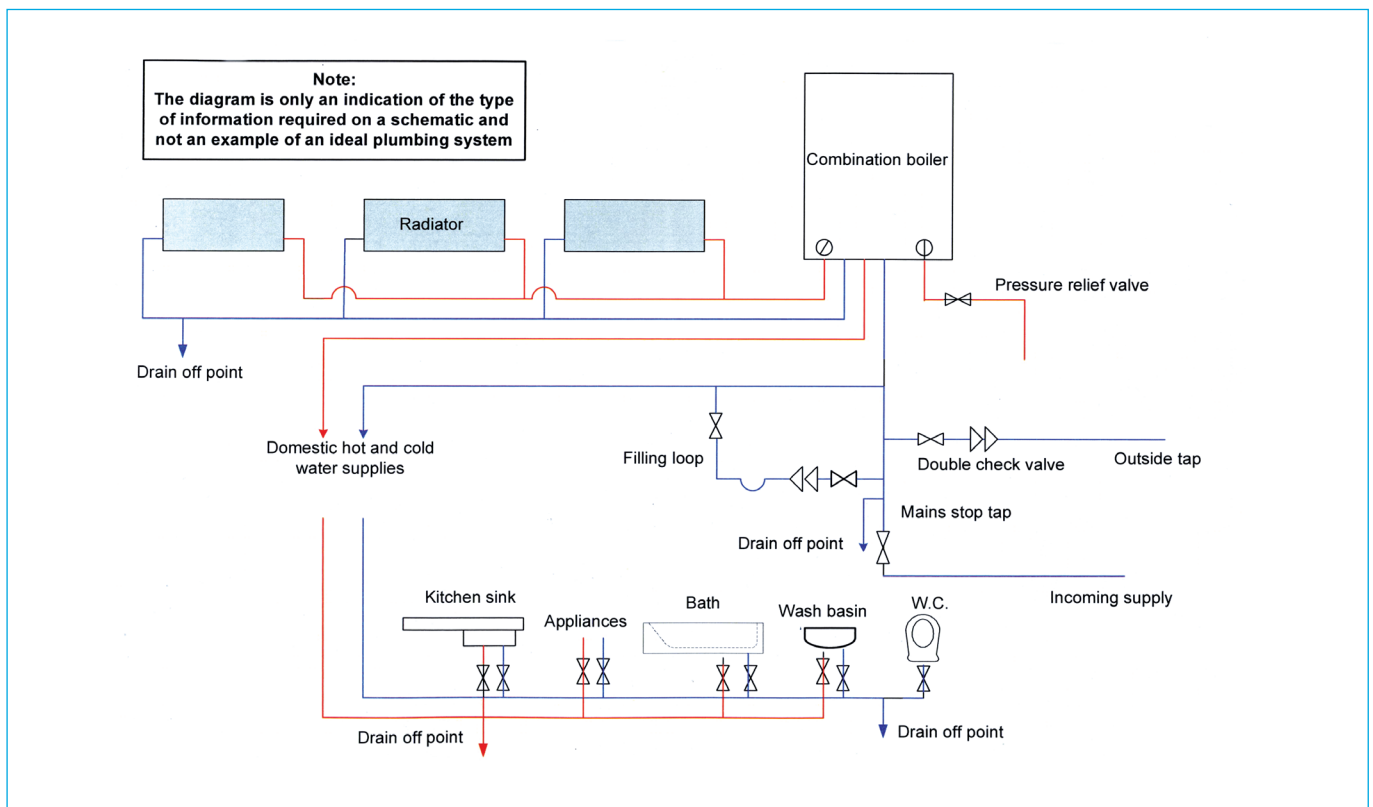 Note:
The diagram is only an indication of the type
of information required on a schematic and
not an example of an ideal plumbing system
Combination boiler
Radiator
Pressure relief valve
Drain off point
Domestic hot and cold
water supplies
Filling loop
Double check valve
Outside tap
Mains stop tap
Drain off point
Incoming supply
Kitchen sink
Appliances
Bath
Wash basin
W.C.
Drain off point
Drain off point